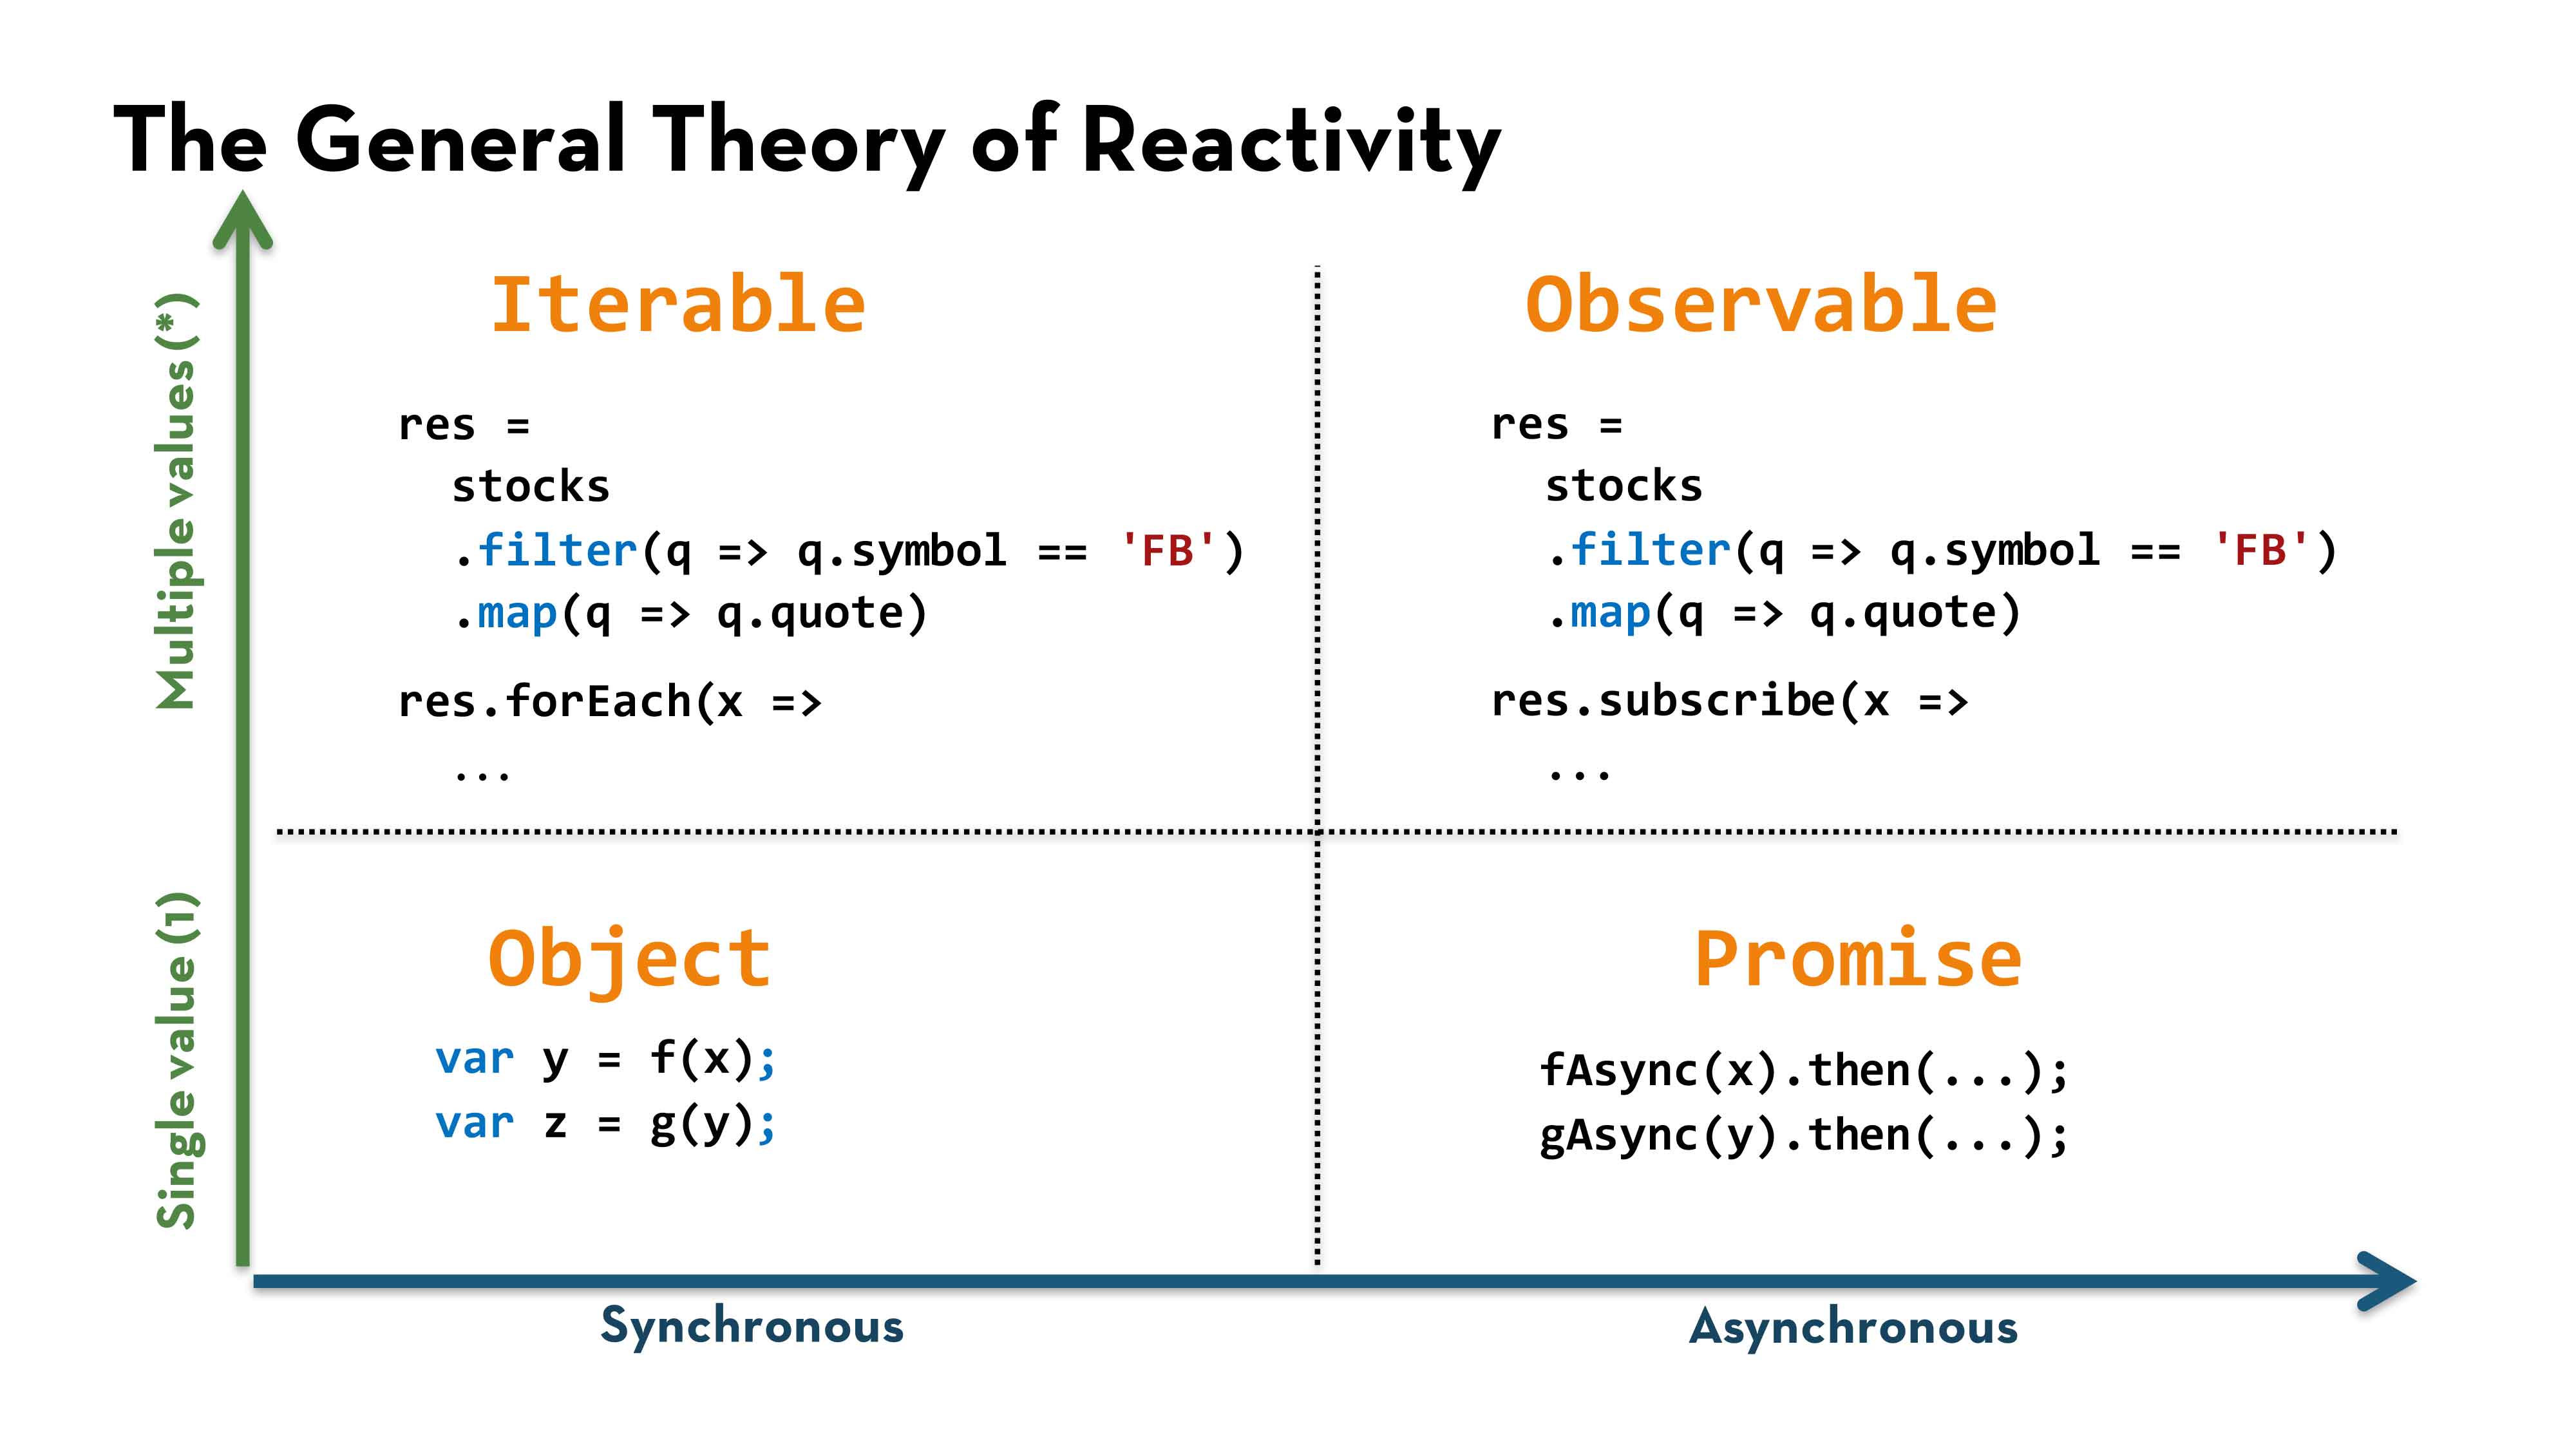 The General Theory of Reactivity
Multiple values(*)
Iterable
res =
stocks
.filter(q => q.symbol == 'FB')
.map(q => q.quote)
res.forEach(x =>
...
Observable
res =
stocks
.filter(q => q.symbol == 'FB')
.map(q => q.quote)
res.subscribe(x =>
...
Single value (1)
Object
var y = f(x);
var z = g(y);
Promise
fAsync(x).then(...);
gAsync(y).then(...);
Synchronous
Asynchronous